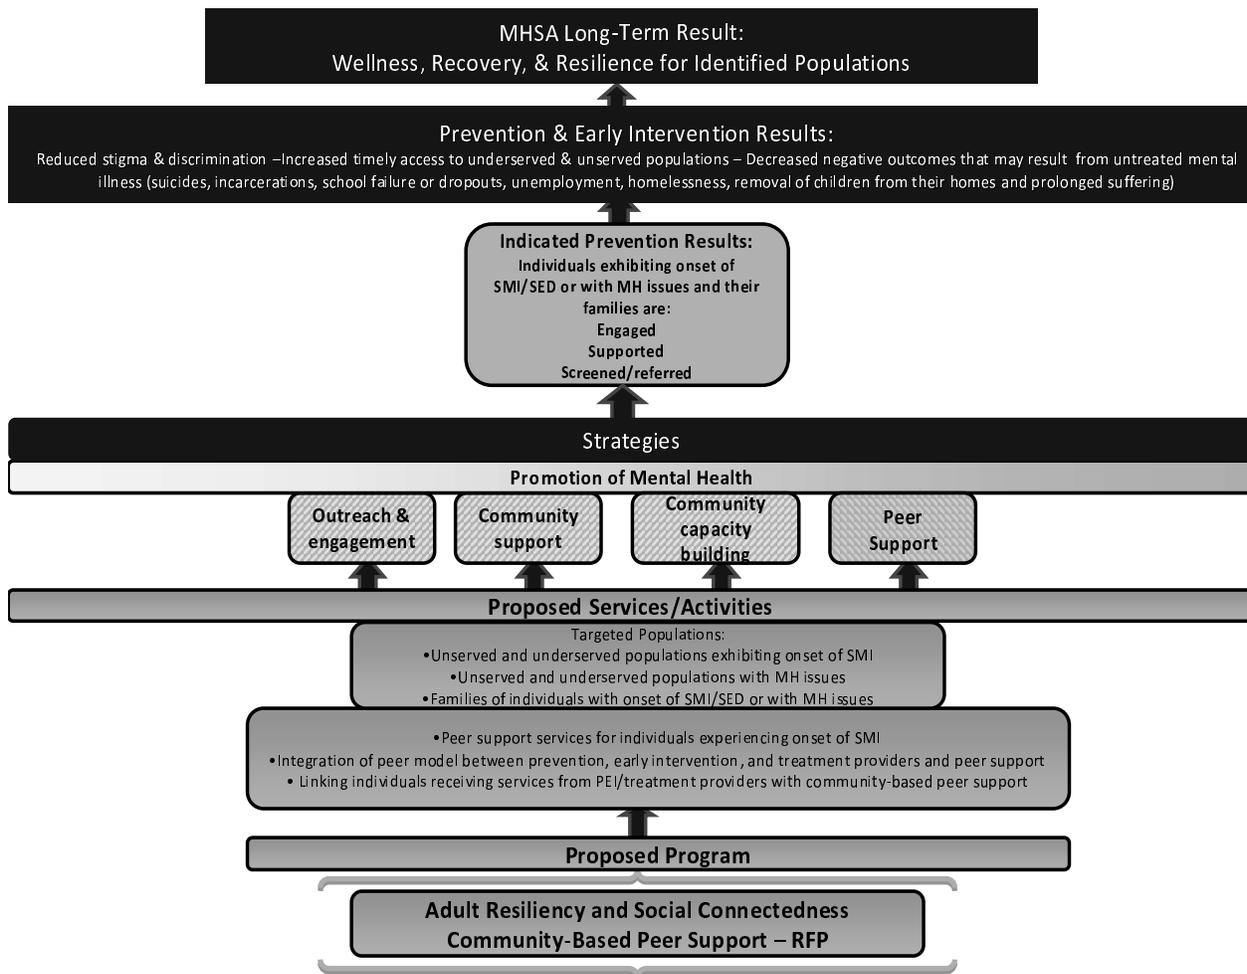 MHSA Long-Term Result:
Wellness, Recovery, & Resilience for Identified Populations
Prevention & Early Intervention Results:
Reduced stigma & discrimination –Increased timely access to underserved & unserved populations – Decreased negative outcomes that may result from untreated mental
illness (suicides, incarcerations, school failure or dropouts, unemployment, homelessness, removal of children from their homes and prolonged suffering)
Indicated Prevention Results:
Individuals exhibiting onset of
SMI/SED or with MH issues and their
families are:
Engaged
Supported
Screened/referred
Strategies
Promotion of Mental Health
Outreach &
engagement
Community
support
Community
capacity
building
Peer
Support
Proposed Services/Activities
Targeted Populations:
•Unserved and underserved populations exhibiting onset of SMI
•Unserved and underserved populations with MH issues
•Families of individuals with onset of SMI/SED or with MH issues
•Peer support services for individuals experiencing onset of SMI
•Integration of peer model between prevention, early intervention, and treatment providers and peer support
• Linking individuals receiving services from PEI/treatment providers with community-based peer support
Proposed Program
Adult Resiliency and Social Connectedness
Community-Based Peer Support – RFP